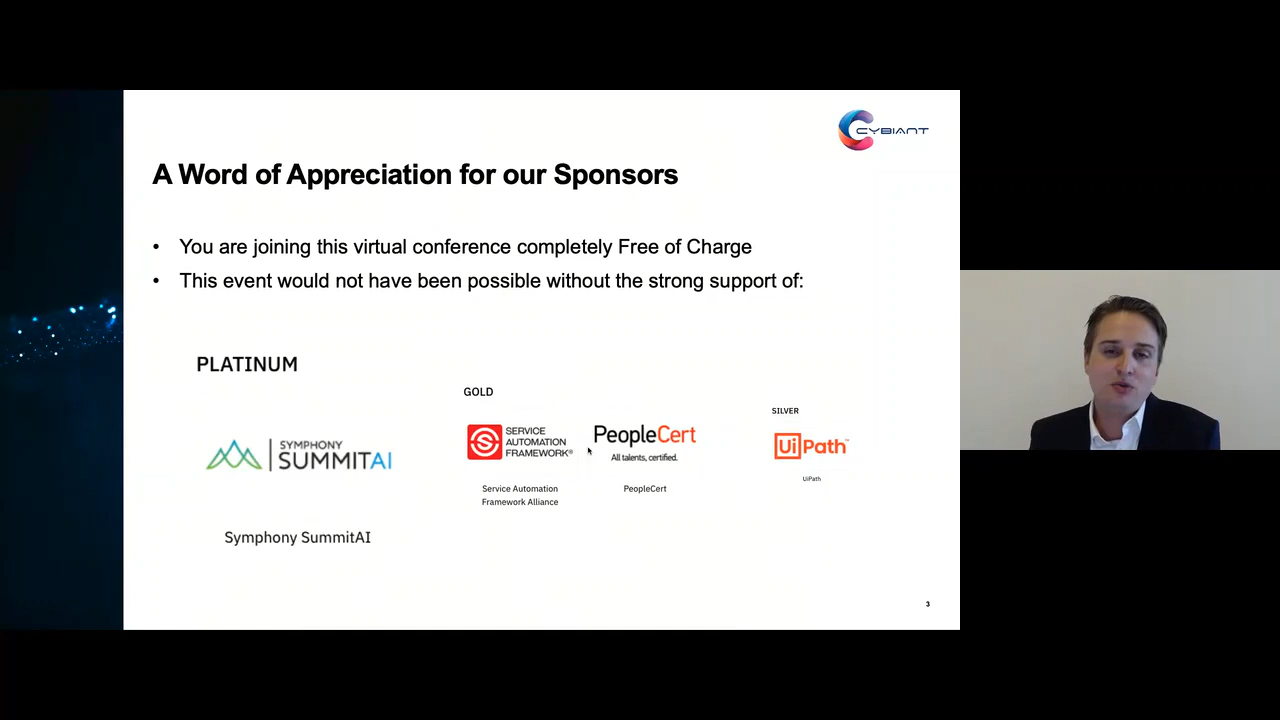 CYBIANT
A Word of Appreciation for our Sponsors
• You are joining this virtual conference completely Free of Charge
• This event would not have been possible without the strong support of:
PLATINUM
SYMPHONY
SUMMITAI
Symphony SummitAI
GOLD
SERVICE
AUTOMATION
FRAMEWORK®
Service Automation
Framework Alliance
PeopleCert
All talents, certified.
PeopleCert
SILVER
UiPath™
UiPath
3